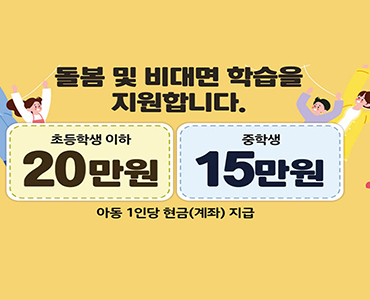 돌봄 및 비대면 학습을
지원합니다.
초등학생 이하
20만원
중학생
15만원
아동 1인당 현금(계좌) 지급